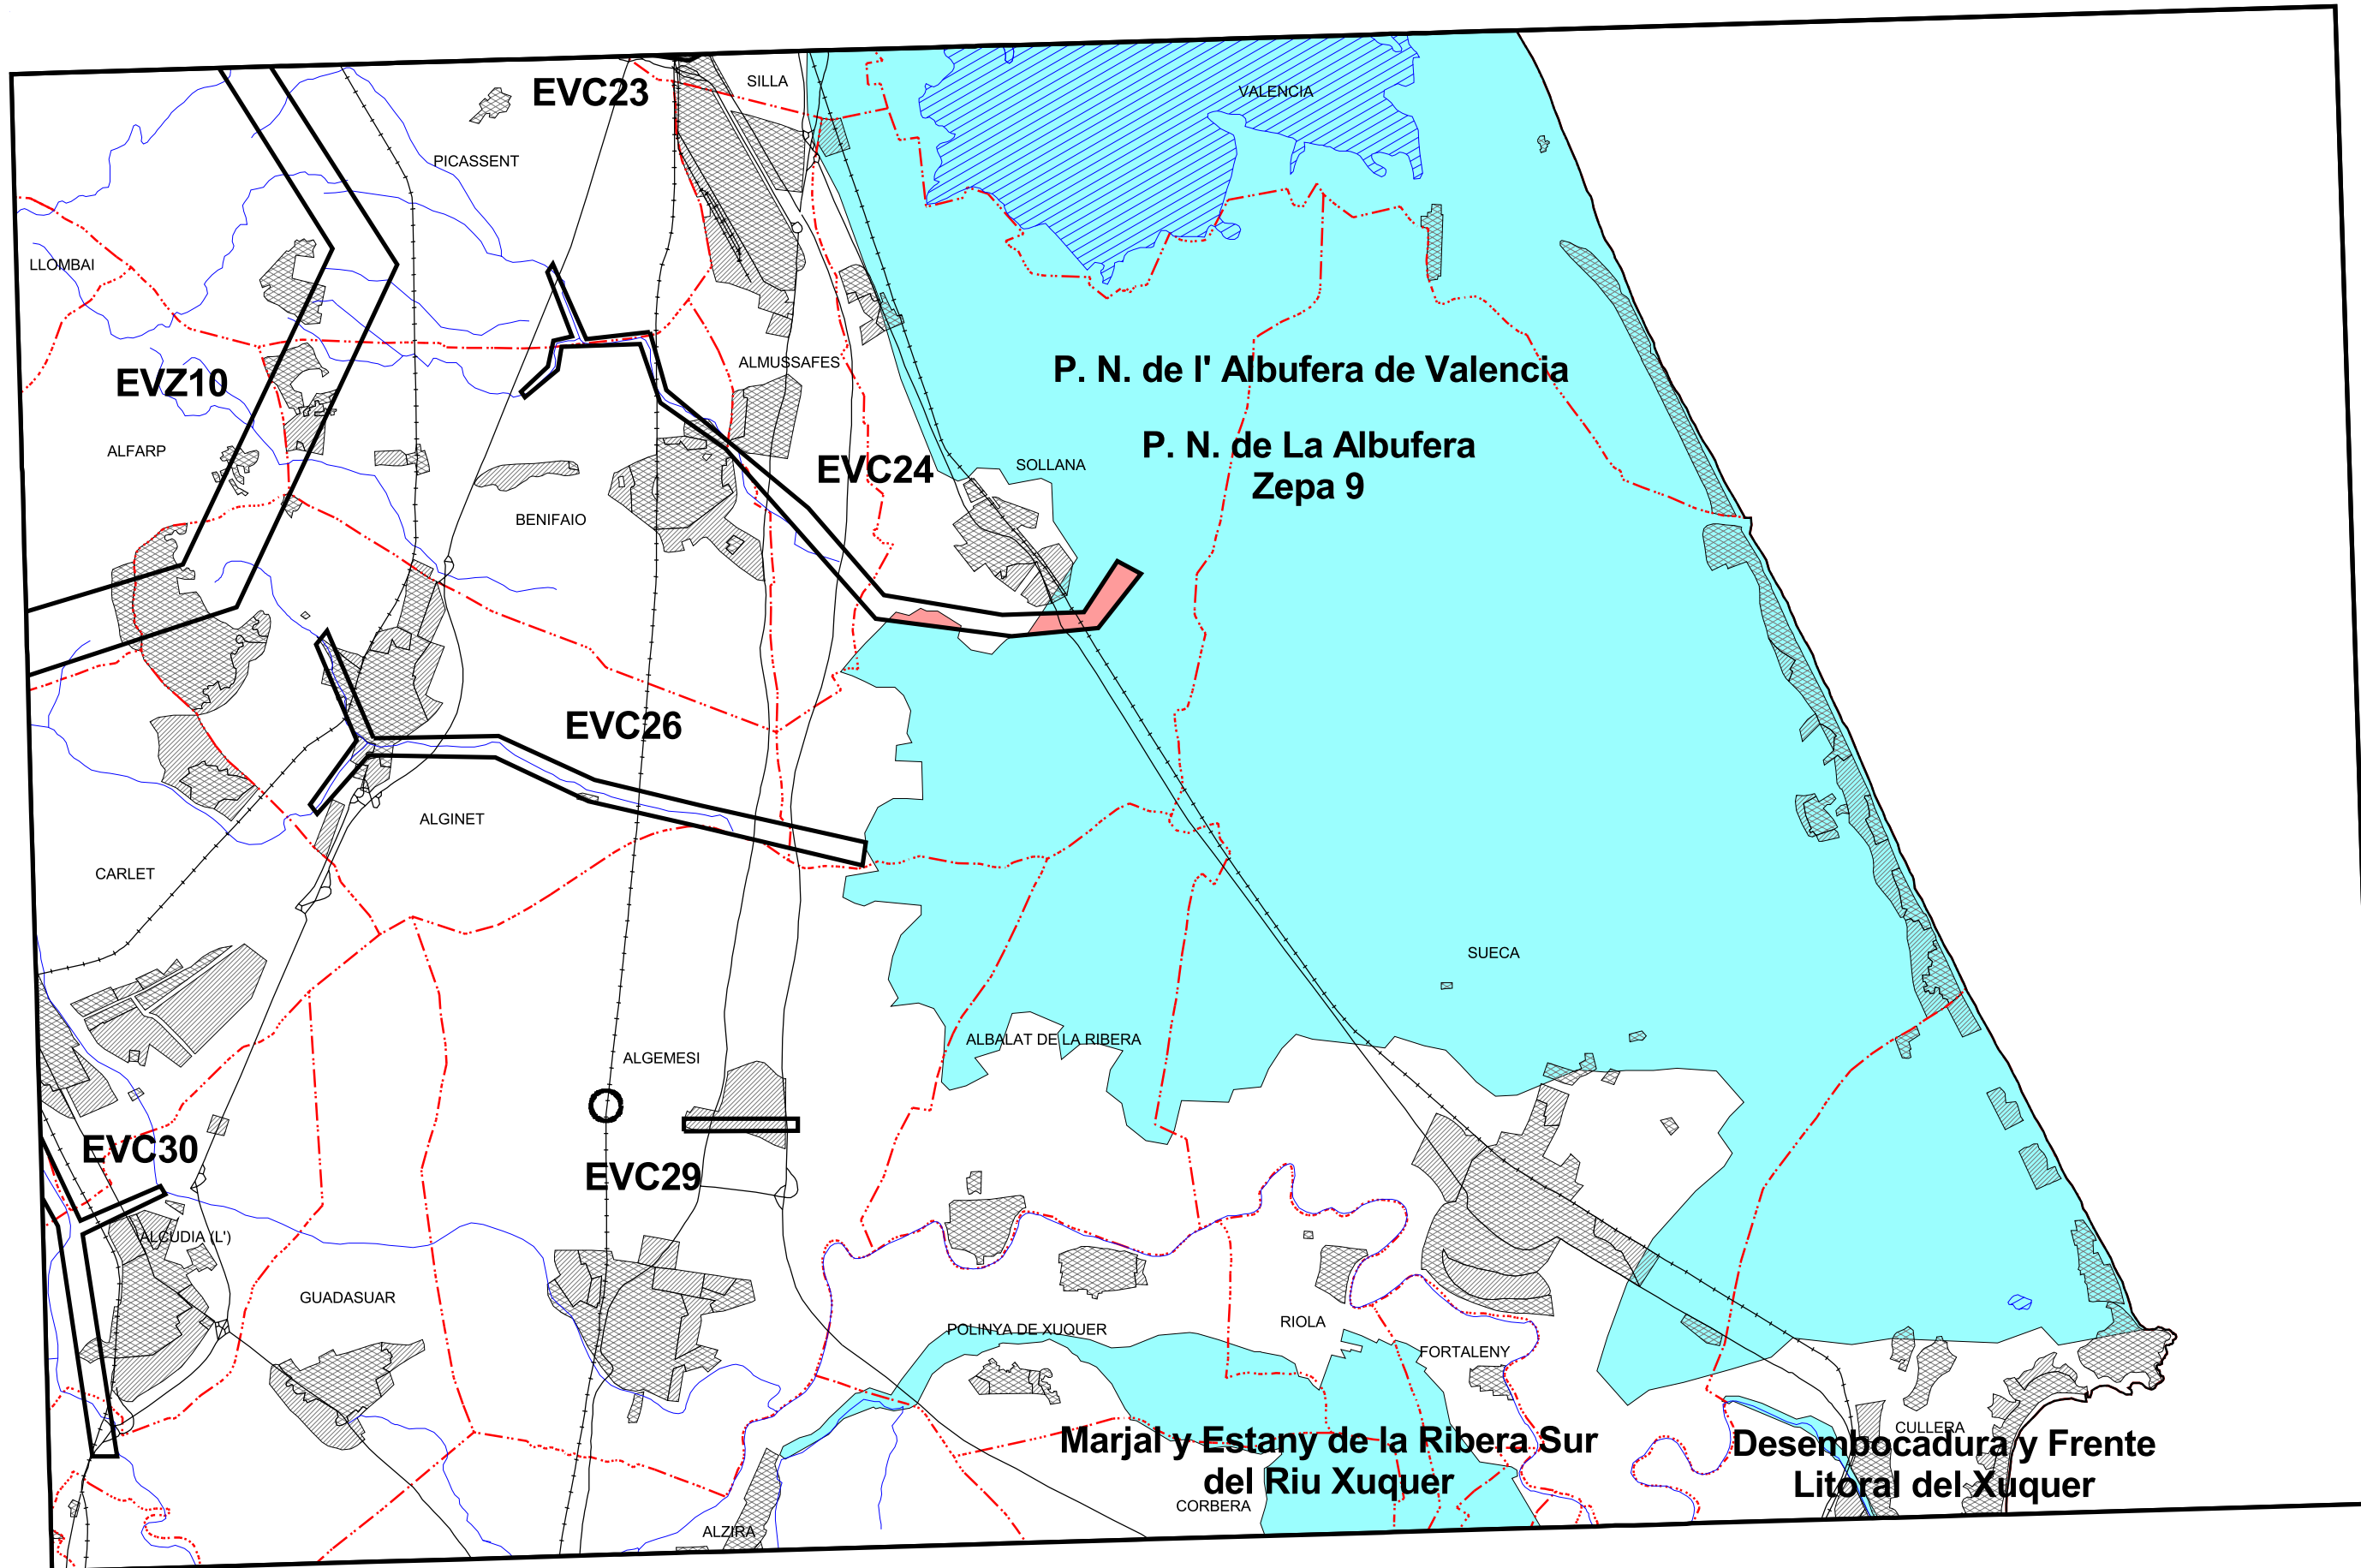 SILLA
EVC23
VALENCIA
PICASSENT
LLOMBAI
ALMUSSAFES
P. N. de l' Albufera de Valencia
EVZ10
P. N. de La Albufera
Zepa 9
ALFARP
EVC24
SOLLANA
BENIFAIO
EVC26
ALGINET
CARLET
SUECA
ALBALAT DE LA RIBERA
ALGEMESI
EVC30
EVC29
ALCUDIA (L')
GUADASUAR
POLINYA DE XUQUER
RIOLA
FORTALENY
CULLERA
Marjal y Estany de la Ribera Sur
del Riu Xuquer
Desembocadura y Frente
Litoral del Xuquer
CORBERA
ALZIRA